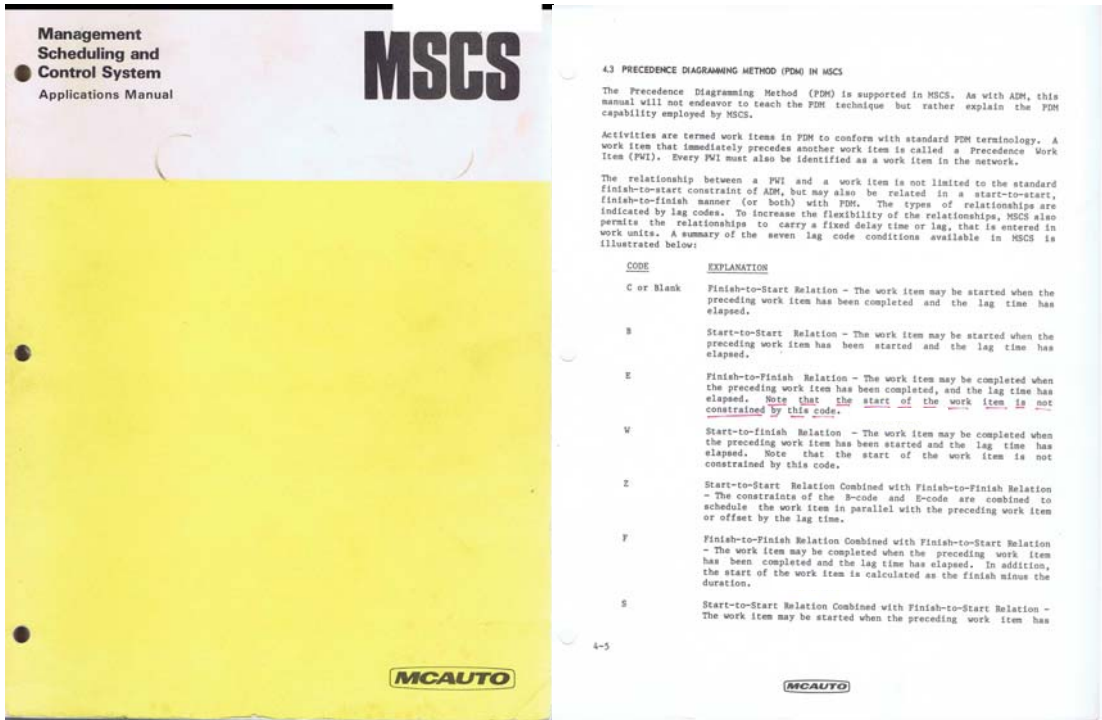 Management
Scheduling and
Control System
Applications Manual
MSCS
MCAUTO
4.3 PRECEDENCE DIAGRAMMING METHOD (PDM) IN MSCS
The Precedence Diagramming Method (PDM) is supported in MSCS. As with ADM, this
manual will not endeavor to teach the PDM technique but rather explain the PDM
capability employed by MSCS.
Activities are termed work items in PDM to conform with standard PDM terminology. A
work item that immediately precedes another work item is called a Precedence Work
Item (PWI). Every PWI must also be identified as a work item in the network.
The relationship between a PWI and a work item is not limited to the standard
finish-to-start constraint of ADM, but may also be related in a start-to-start,
finish-to-finish manner (or both) with PDM. The types of relationships are
indicated by lag codes. To increase the flexibility of the relationships, MSCS also
permits the relationships to carry a fixed delay time or lag, that is entered in
work units. A summary of the seven lag code conditions available in MSCS is
illustrated below:
CODE EXPLANATION
C or Blank Finish-to-Start Relation - The work item may be started when the
preceding work item has been completed and the lag time has
elapsed.
B Start-to-Start Relation - The work item may be started when the
preceding work item has been started and the lag time has
elapsed.
E Finish-to-Finish Relation - The work item may be completed when
the preceding work item has been completed, and the lag time has
elapsed. Note that the start of the work item is not
constrained by this code.
W Start-to-finish Relation - The work item may be completed when
the preceding work item has been started and the lag time has
elapsed. Note that the start of the work item is not
constrained by this code.
Z Start-to-Start Relation Combined with Finish-to-Finish Relation
- The constraints of the B-code and E-code are combined to
schedule the work item in parallel with the preceding work item
or offset by the lag time.
F Finish-to-Finish Relation Combined with Finish-to-Start Relation
- The work item may be completed when the preceding work item
has been completed and the lag time has elapsed. In addition,
the start of the work item is calculated as the finish minus the
duration.
S Start-to-Start Relation Combined with Finish-to-Start Relation -
The work item may be started when the preceding work item has
4-5
MCAUTO